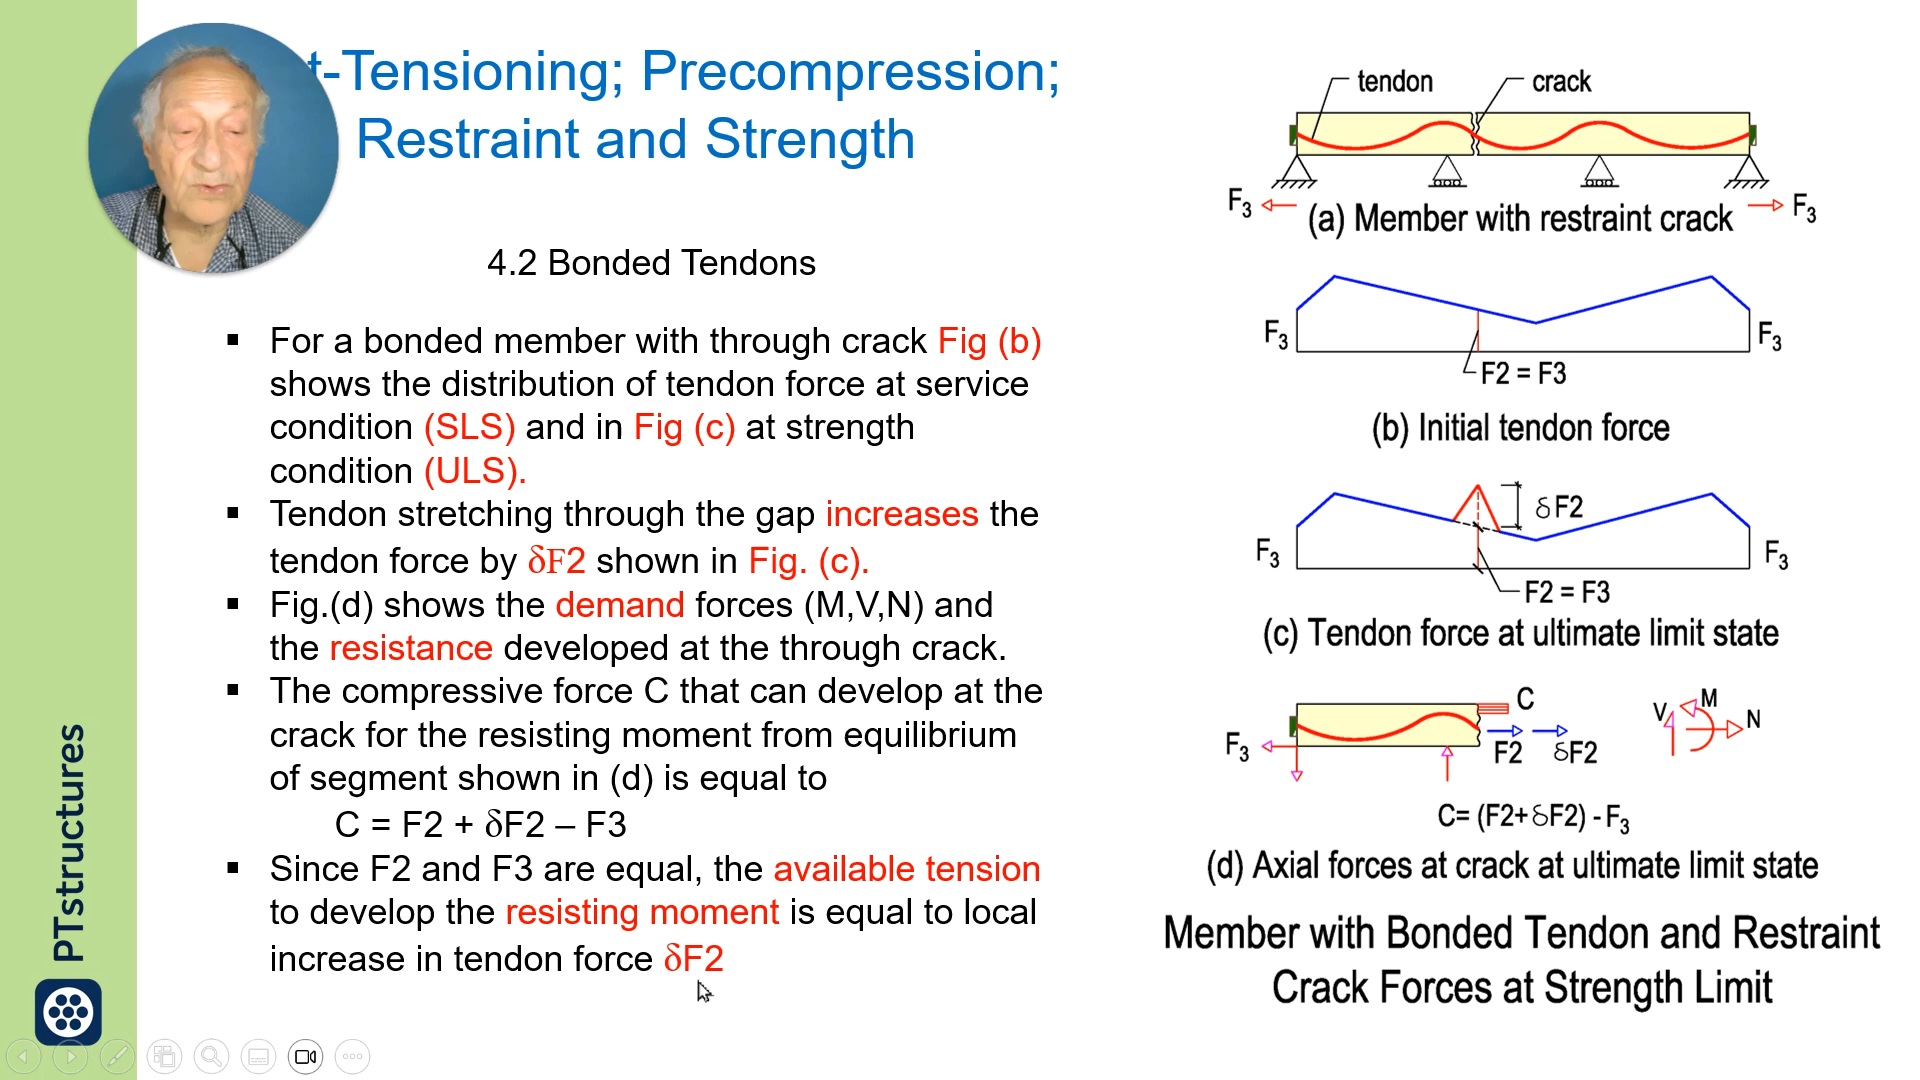 t-Tensioning; Precompression;
Restraint and Strength
4.2 Bonded Tendons
▪ For a bonded member with through crack Fig (b)
shows the distribution of tendon force at service
condition (SLS) and in Fig (c) at strength
condition (ULS).
▪ Tendon stretching through the gap increases the
tendon force by δF2 shown in Fig. (c).
▪ Fig.(d) shows the demand forces (M,V,N) and
the resistance developed at the through crack.
▪ The compressive force C that can develop at the
crack for the resisting moment from equilibrium
of segment shown in (d) is equal to
C = F2 + δF2 – F3
▪ Since F2 and F3 are equal, the available tension
to develop the resisting moment is equal to local
increase in tendon force δF2
PTstructures
tendon
crack
F3
F3
(a) Member with restraint crack
F3
F3
F2 = F3
(b) Initial tendon force
δF2
F3
F3
F2 = F3
(c) Tendon force at ultimate limit state
C
V
M
N
F3
F2
δF2
C= (F2+δF2) - F3
(d) Axial forces at crack at ultimate limit state
Member with Bonded Tendon and Restraint
Crack Forces at Strength Limit